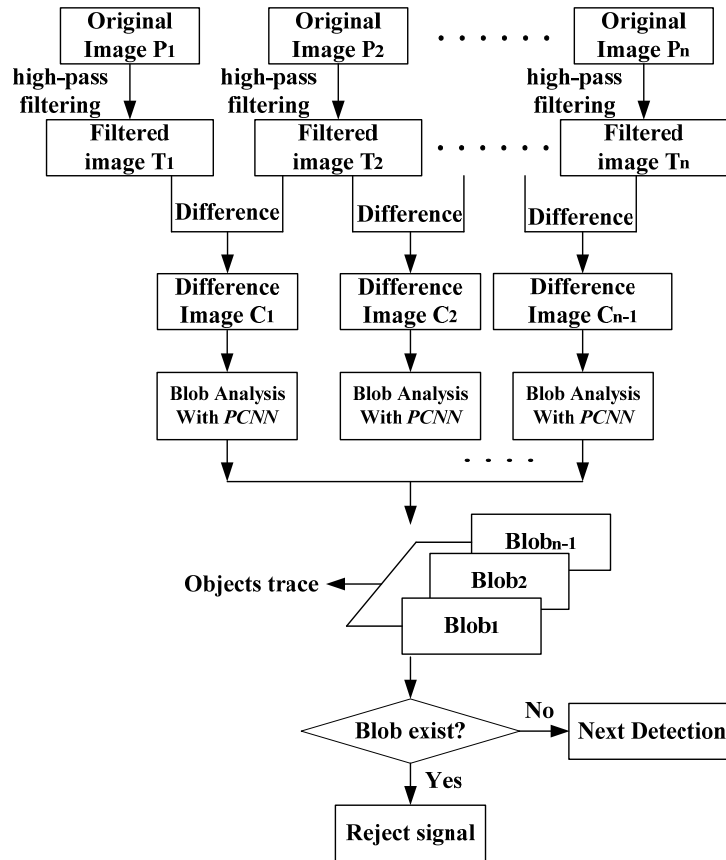 Original Image P1
Original Image P2
. . . . . .
Original Image Pn
high-pass filtering
high-pass filtering
high-pass filtering
Filtered image T1
Filtered image T2
. . . . . .
Filtered image Tn
Difference
Difference
Difference
Difference Image C1
Difference Image C2
Difference Image Cn-1
Blob Analysis With PCNN
Blob Analysis With PCNN
Blob Analysis With PCNN
. . . .
Blobn-1
Blob2
Blob1
Objects trace
Blob exist?
No
Next Detection
Yes
Reject signal